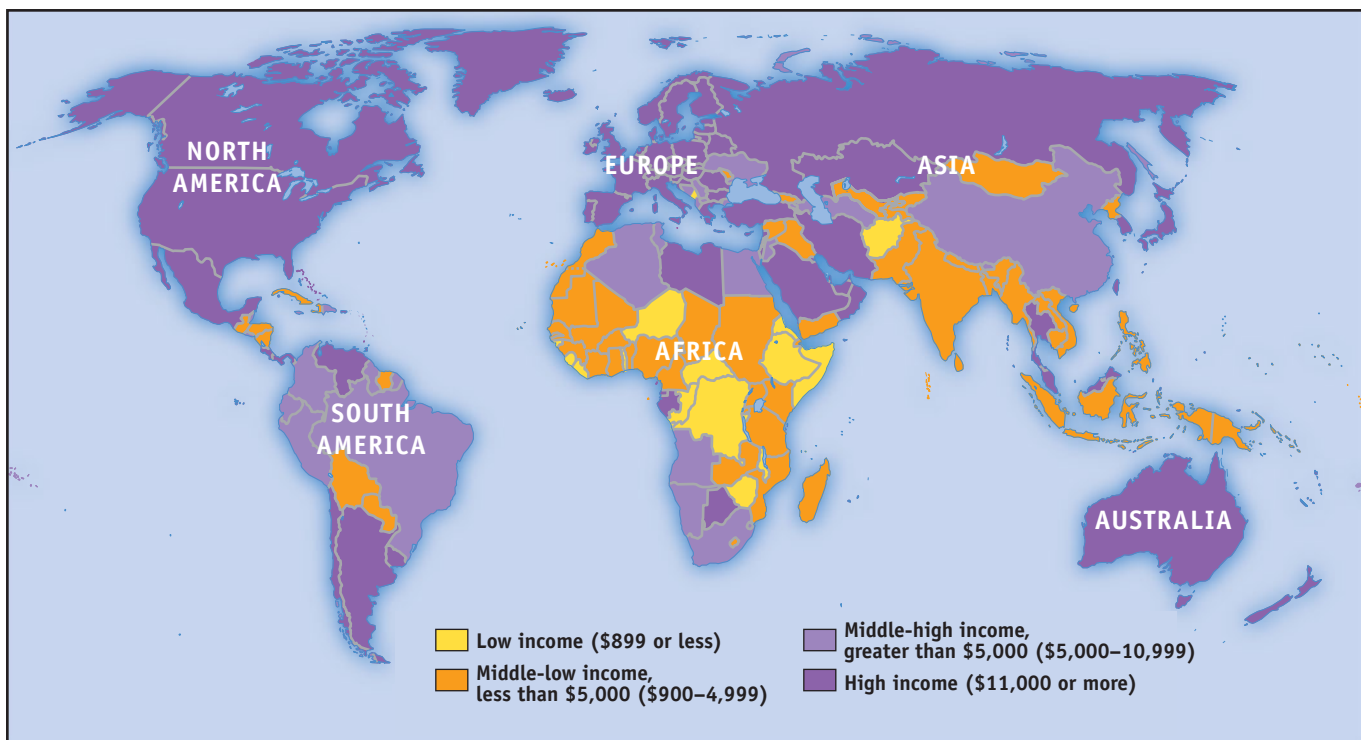 NORTH
AMERICA
EUROPE
ASIA
AFRICA
SOUTH
AMERICA
AUSTRALIA
Low income ($899 or less)
Middle-low income,
less than $5,000 ($900–4,999)
Middle-high income,
greater than $5,000 ($5,000–10,999)
High income ($11,000 or more)